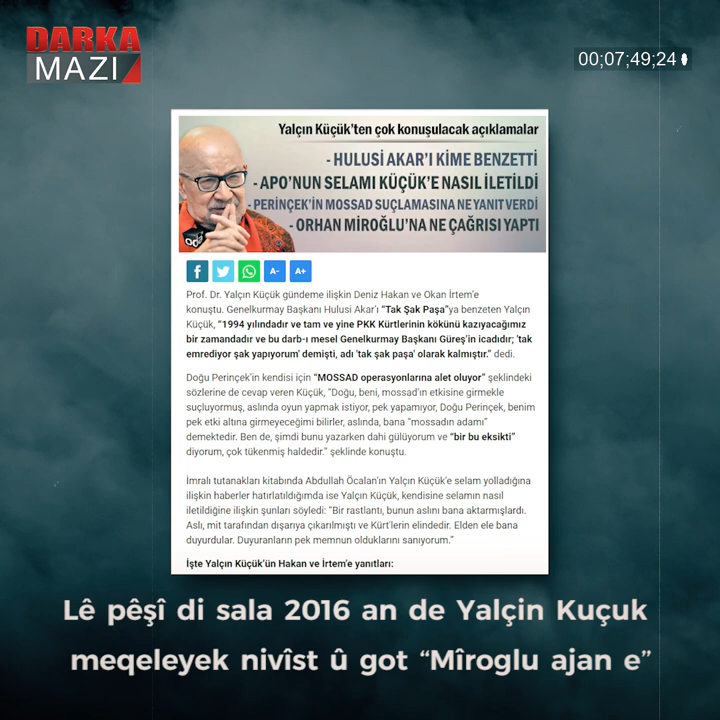 DARKA
MAZI
00;07;49;24
Yalçın Küçük'ten çok konuşulacak açıklamalar
- HULUSİ AKAR'I KİME BENZETTİ
- APO'NUN SELAMI KÜÇÜK'E NASIL İLETİLDİ
- PERİNÇEK'İN MOSSAD SUÇLAMASINA NE YANIT VERDİ
- ORHAN MİROĞLU'NA NE ÇAĞRISI YAPTI
oda
A- A+
Prof. Dr. Yalçın Küçük gündeme ilişkin Deniz Hakan ve Okan İrtem'e
konuştu. Genelkurmay Başkanı Hulusi Akar'ı "Tak Şak Paşa"ya benzeten Yalçın
Küçük, "1994 yılındadır ve tam ve yine PKK Kürtlerinin kökünü kazıyacağımız
bir zamandadır ve bu darb-ı mesel Genelkurmay Başkanı Güreş'in icadıdır; 'tak
emrediyor şak yapıyorum' demişti, adı 'tak şak paşa' olarak kalmıştır." dedi.
Doğu Perinçek'in kendisi için "MOSSAD operasyonlarına alet oluyor" şeklindeki
sözlerine de cevap veren Küçük, "Doğu, beni, mossad'ın etkisine girmekle
suçluyormuş, aslında oyun yapmak istiyor, pek yapamıyor, Doğu Perinçek, benim
pek etki altına girmeyeceğimi bilirler, aslında, bana "mossadın adamı"
demektedir. Ben de, şimdi bunu yazarken dahi gülüyorum ve "bir bu eksikti"
diyorum, çok tükenmiş haldedir." şeklinde konuştu.
İmralı tutanakları kitabında Abdullah Öcalan'ın Yalçın Küçük'e selam yolladığına
ilişkin haberler hatırlatıldığımda ise Yalçın Küçük, kendisine selamın nasıl
iletildiğine ilişkin şunları söyledi: "Bir rastlantı, bunun aslını bana aktarmışlardı.
Aslı, mit tarafından dışarıya çıkarılmıştı ve Kürt'lerin elindedir. Elden ele bana
duyurdular. Duyuranların pek memnun olduklarını sanıyorum."
İşte Yalçın Küçük'ün Hakan ve İrtem'e yanıtları:
Lê pêşî di sala 2016 an de Yalçin Kuçuk
meqeleyek nivîst û got "Mîroglu ajan e"